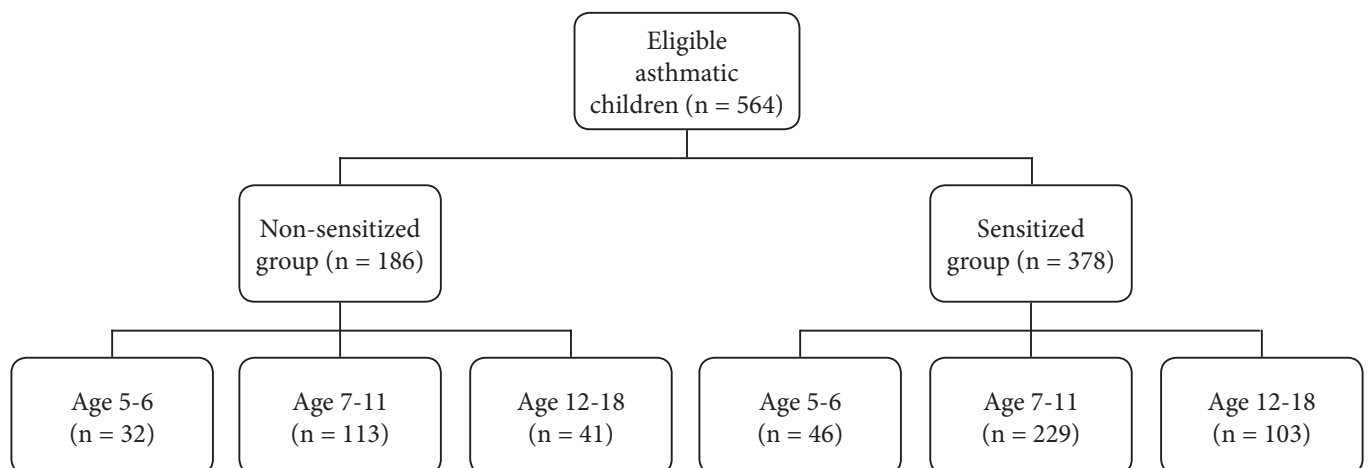 Eligible
asthmatic
children (n = 564)
Non-sensitized
group (n = 186)
Sensitized
group (n = 378)
Age 5-6
(n = 32)
Age 7-11
(n = 113)
Age 12-18
(n = 41)
Age 5-6
(n = 46)
Age 7-11
(n = 229)
Age 12-18
(n = 103)